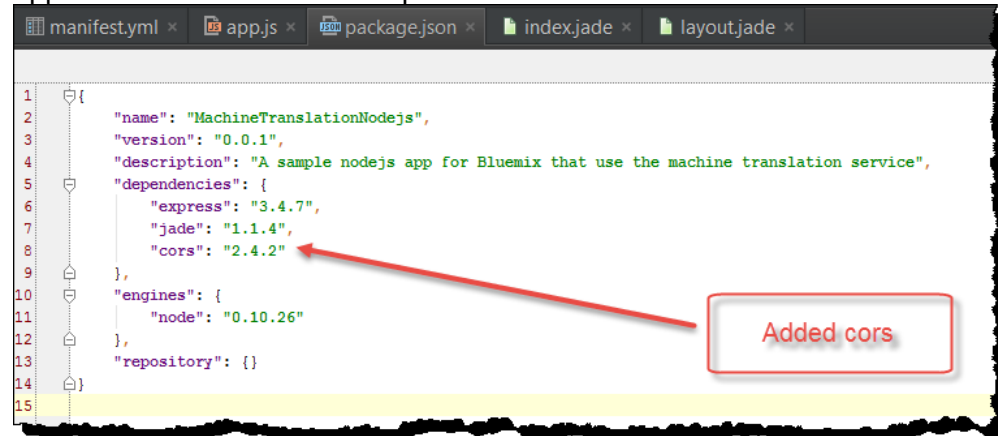 manifest.yml × app.js × package.json × index.jade × layout.jade ×
1 {
2 "name": "MachineTranslationNodejs",
3 "version": "0.0.1",
4 "description": "A sample nodejs app for Bluemix that use the machine translation service",
5 "dependencies": {
6 "express": "3.4.7",
7 "jade": "1.1.4",
8 "cors": "2.4.2"
9 },
10 "engines": {
11 "node": "0.10.26"
12 },
13 "repository": {}
14 }
15
Added cors